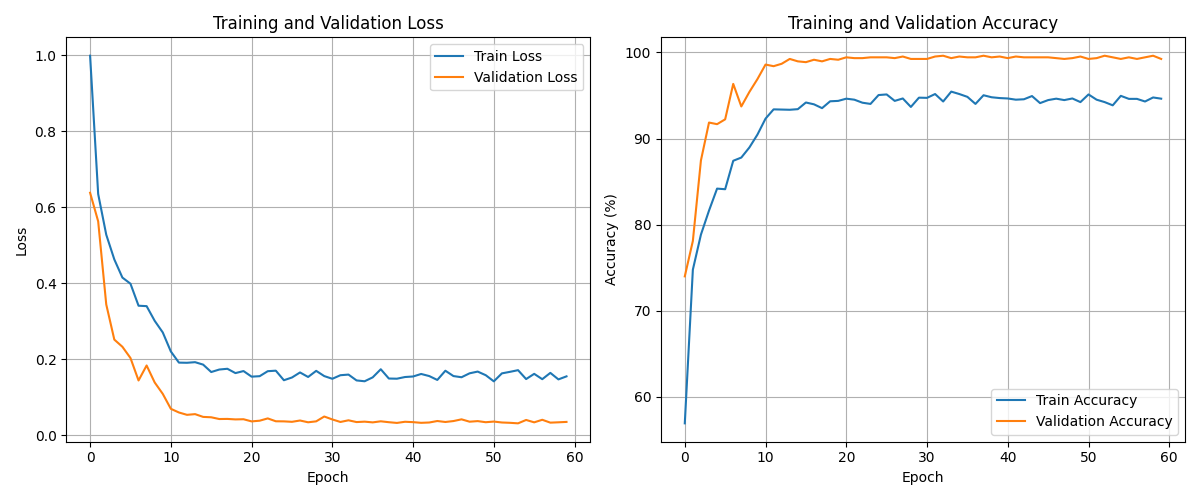 Training and Validation Loss
1.0
0.8
0.6
0.4
0.2
0.0
Loss
0 10 20 30 40 50 60
Epoch
Train Loss
Validation Loss
Training and Validation Accuracy
100
90
80
70
60
Accuracy (%)
0 10 20 30 40 50 60
Epoch
Train Accuracy
Validation Accuracy